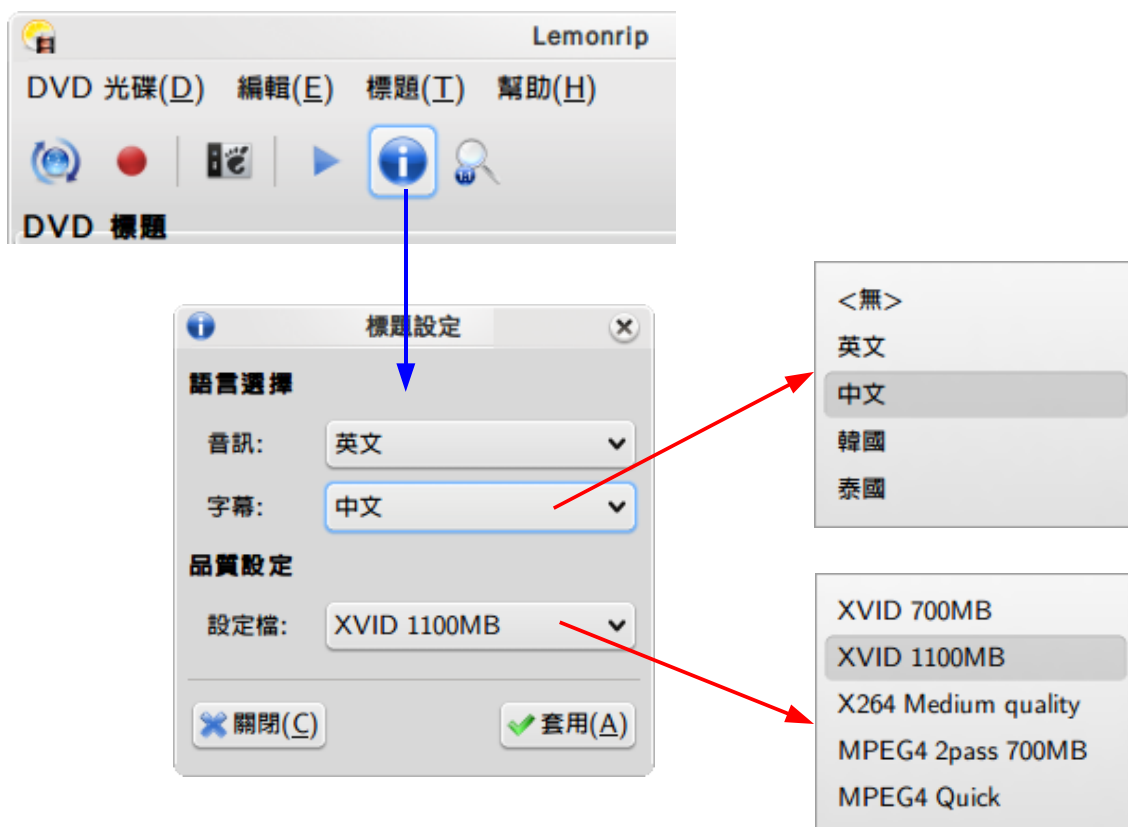 Lemonrip
DVD 光碟(D) 編輯(E) 標題(T) 幫助(H)
DVD 標題
標題設定
語言選擇
音訊: 英文
字幕: 中文
品質設定
設定檔: XVID 1100MB
關閉(C) 套用(A)
<無>
英文
中文
韓國
泰國
XVID 700MB
XVID 1100MB
X264 Medium quality
MPEG4 2pass 700MB
MPEG4 Quick